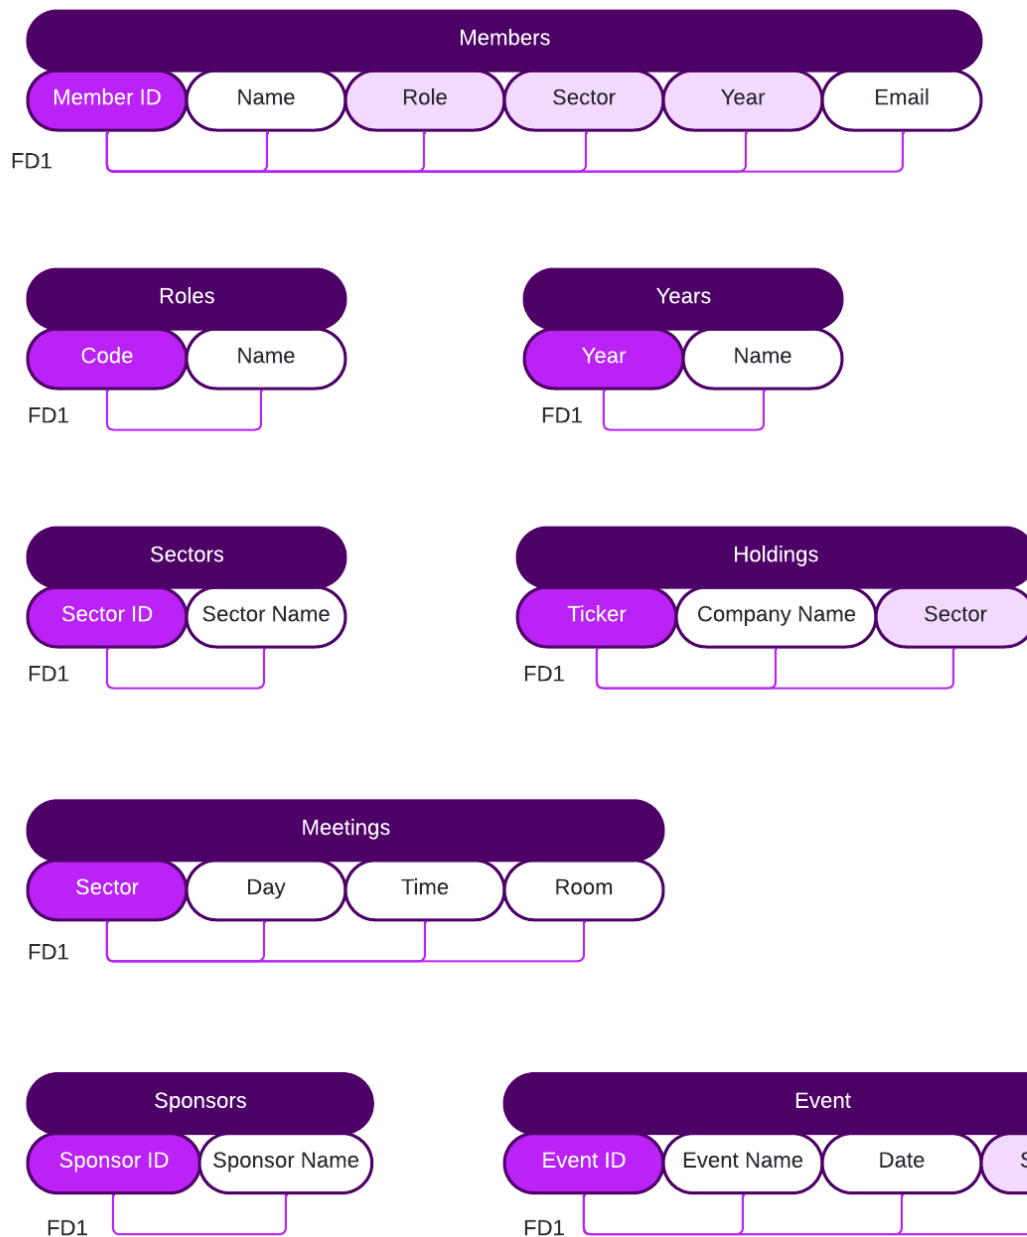 Members
Member ID Name Role Sector Year Email
FD1
Roles Years
Code Name Year Name
FD1 FD1
Sectors Holdings
Sector ID Sector Name Ticker Company Name Sector
FD1 FD1
Meetings
Sector Day Time Room
FD1
Sponsors Event
Sponsor ID Sponsor Name Event ID Event Name Date
FD1 FD1